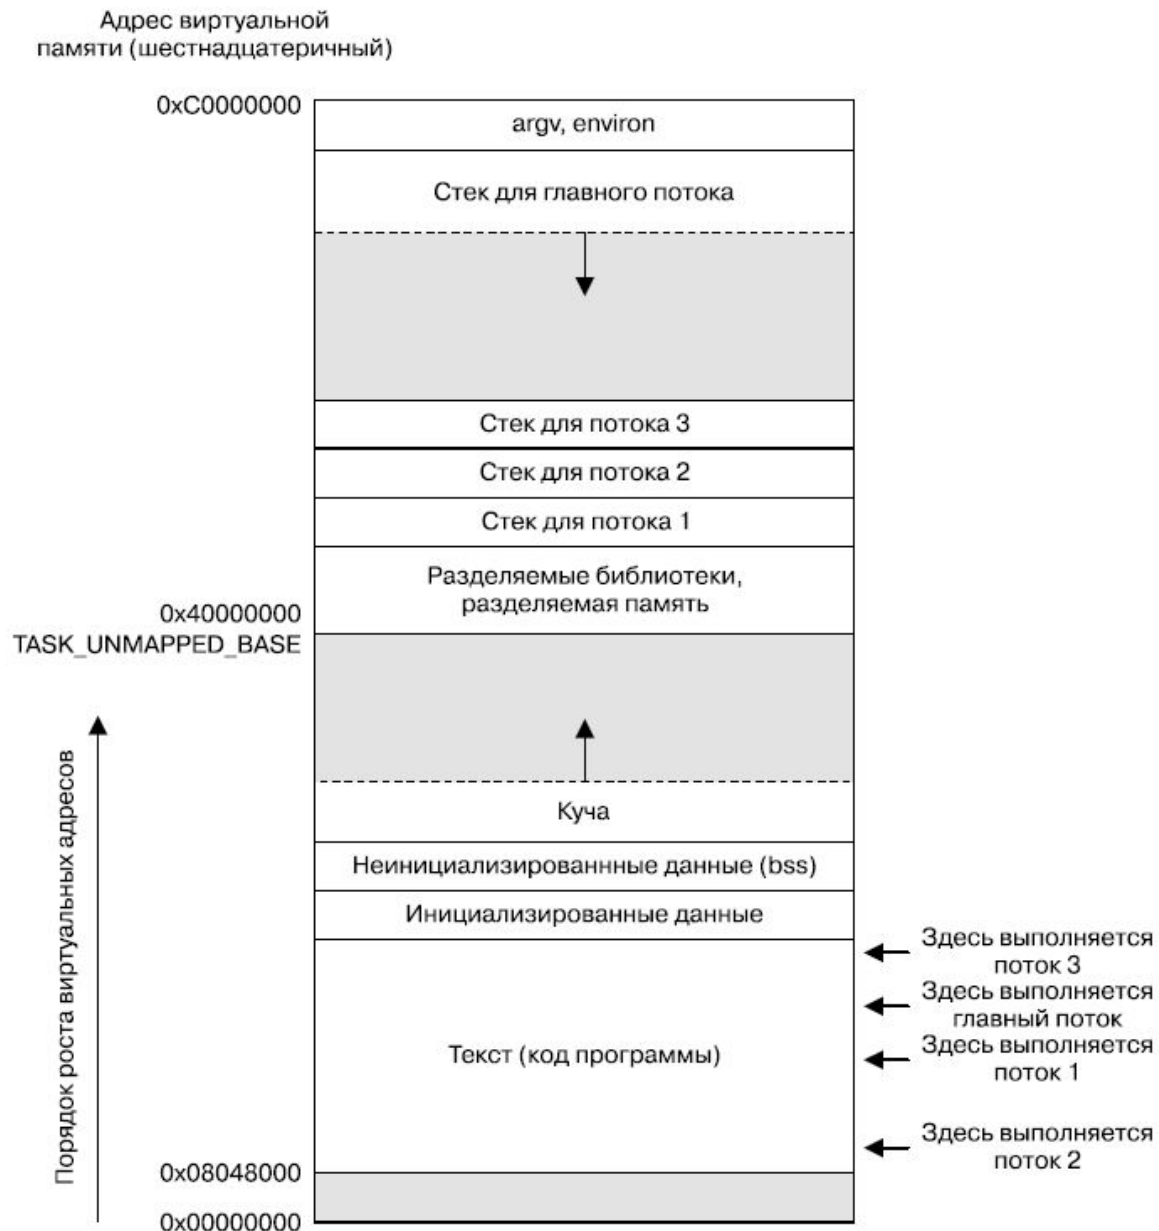 Адрес виртуальной
памяти (шестнадцатеричный)
0xC0000000
argv, environ
Стек для главного потока
Стек для потока 3
Стек для потока 2
Стек для потока 1
Разделяемые библиотеки,
разделяемая память
0x40000000
TASK_UNMAPPED_BASE
Порядок роста виртуальных адресов
Куча
Неинициализированнные данные (bss)
Инициализированные данные
Здесь выполняется
поток 3
Здесь выполняется
главный поток
Текст (код программы)
Здесь выполняется
поток 1
Здесь выполняется
поток 2
0x08048000
0x00000000